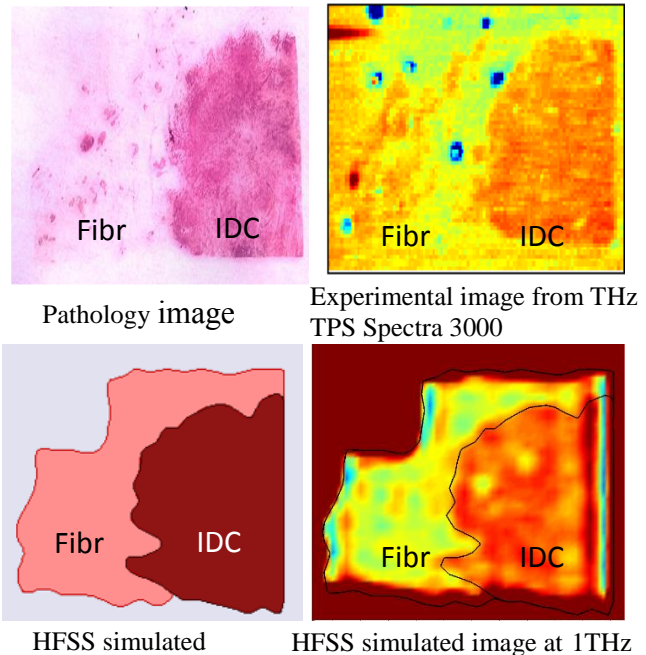 Fibr IDC
Fibr IDC
Pathology image
Experimental image from THz
TPS Spectra 3000
Fibr IDC
Fibr IDC
HFSS simulated
HFSS simulated image at 1THz